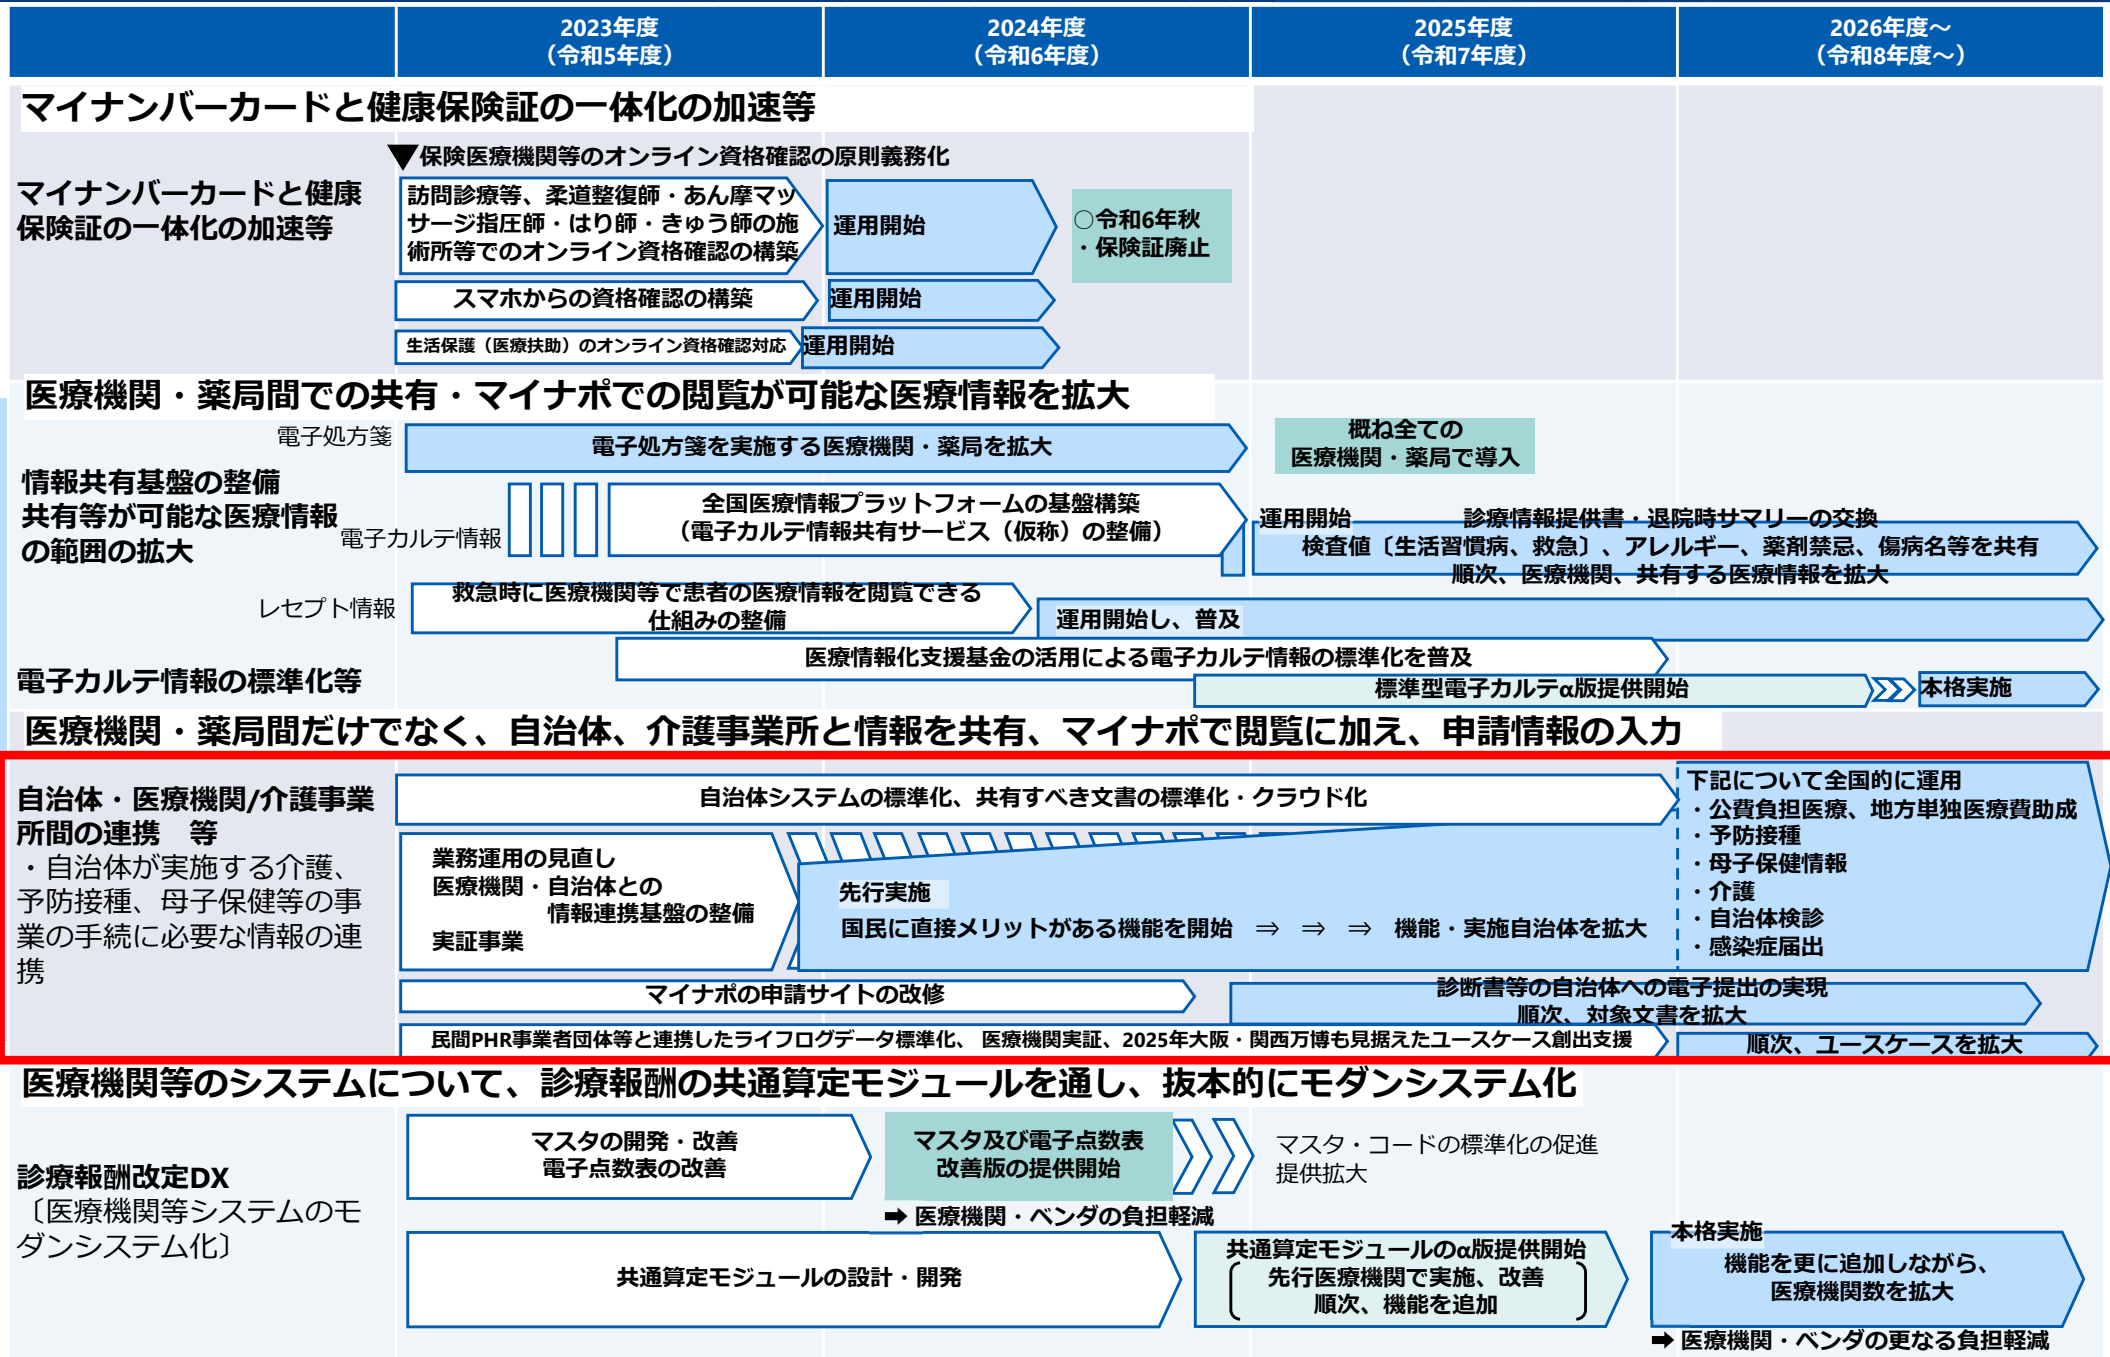 2023年度
（令和5年度）
2024年度
（令和6年度）
2025年度
（令和7年度）
2026年度～
（令和8年度～）
マイナンバーカードと健康保険証の一体化の加速等
マイナンバーカードと健康
保険証の一体化の加速等
▼保険医療機関等のオンライン資格確認の原則義務化
訪問診療等、柔道整復師・あん摩マッ
サージ指圧師・はり師・きゅう師の施
術所等でのオンライン資格確認の構築
運用開始
○令和6年秋
・保険証廃止
スマホからの資格確認の構築
運用開始
生活保護（医療扶助）のオンライン資格確認対応
運用開始
医療機関・薬局間での共有・マイナポでの閲覧が可能な医療情報を拡大
電子処方箋
電子処方箋を実施する医療機関・薬局を拡大
概ね全ての
医療機関・薬局で導入
情報共有基盤の整備
共有等が可能な医療情報
の範囲の拡大
電子カルテ情報
全国医療情報プラットフォームの基盤構築
（電子カルテ情報共有サービス（仮称）の整備）
運用開始
診療情報提供書・退院時サマリーの交換
検査値〔生活習慣病、救急〕、アレルギー、薬剤禁忌、傷病名等を共有
順次、医療機関、共有する医療情報を拡大
レセプト情報
救急時に医療機関等で患者の医療情報を閲覧できる
仕組みの整備
運用開始し、普及
電子カルテ情報の標準化等
医療情報化支援基金の活用による電子カルテ情報の標準化を普及
標準型電子カルテα版提供開始
本格実施
医療機関・薬局間だけでなく、自治体、介護事業所と情報を共有、マイナポで閲覧に加え、申請情報の入力
自治体・医療機関/介護事業
所間の連携　等
・自治体が実施する介護、
予防接種、母子保健等の事
業の手続に必要な情報の連
携
自治体システムの標準化、共有すべき文書の標準化・クラウド化
業務運用の見直し
医療機関・自治体との
情報連携基盤の整備
実証事業
先行実施
国民に直接メリットがある機能を開始　⇒　⇒　⇒　機能・実施自治体を拡大
下記について全国的に運用
・公費負担医療、地方単独医療費助成
・予防接種
・母子保健情報
・介護
・自治体検診
・感染症届出
マイナポの申請サイトの改修
診断書等の自治体への電子提出の実現
順次、対象文書を拡大
民間PHR事業者団体等と連携したライフログデータ標準化、 医療機関実証、2025年大阪・関西万博も見据えたユースケース創出支援
順次、ユースケースを拡大
医療機関等のシステムについて、診療報酬の共通算定モジュールを通し、抜本的にモダンシステム化
診療報酬改定DX
〔医療機関等システムのモ
ダンシステム化〕
マスタの開発・改善
電子点数表の改善
マスタ及び電子点数表
改善版の提供開始
マスタ・コードの標準化の促進
提供拡大
➡ 医療機関・ベンダの負担軽減
共通算定モジュールの設計・開発
共通算定モジュールのα版提供開始
先行医療機関で実施、改善
順次、機能を追加
本格実施
機能を更に追加しながら、
医療機関数を拡大
➡ 医療機関・ベンダの更なる負担軽減